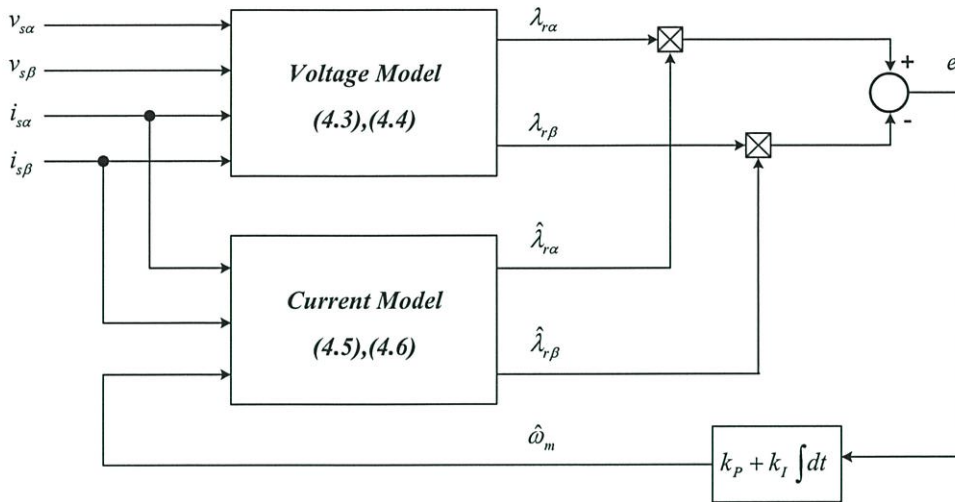 v_{sα}
v_{sβ}
i_{sα}
i_{sβ}
Voltage Model
(4.3),(4.4)
λ_{rα}
λ_{rβ}
+
-
e
Current Model
(4.5),(4.6)
λ̂_{rα}
λ̂_{rβ}
ω̂_m
k_P + k_I ∫dt